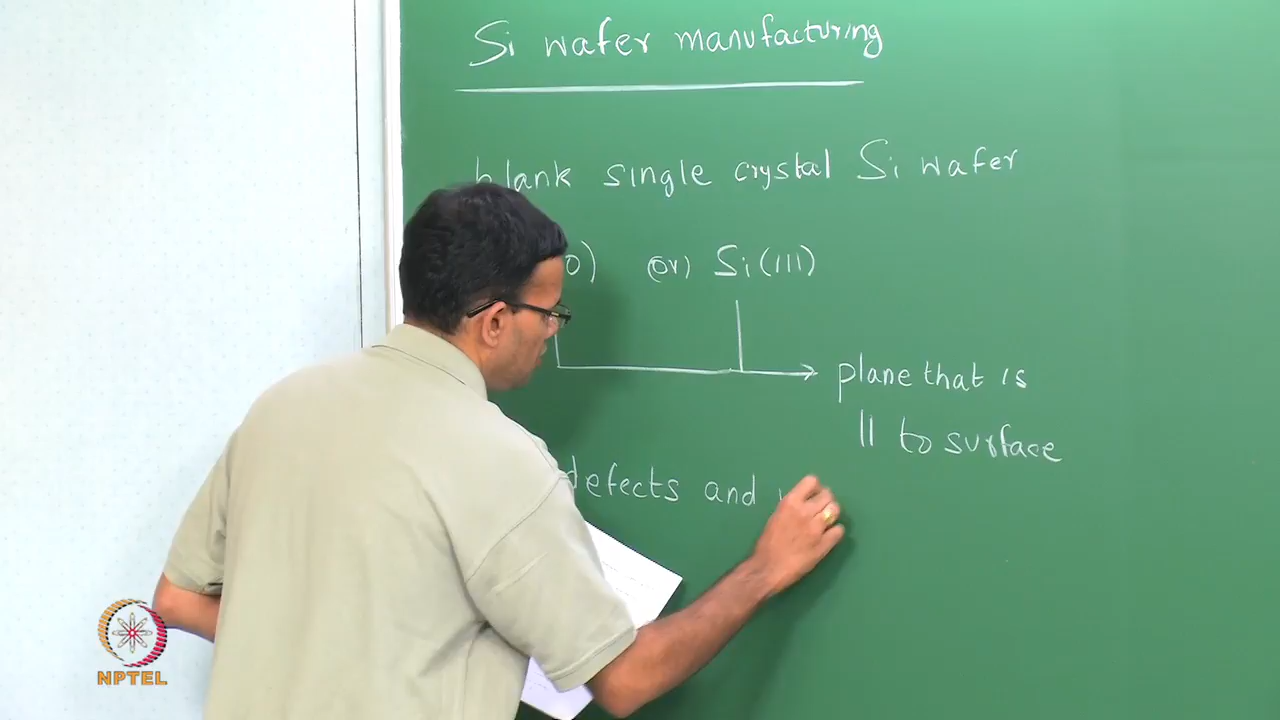 Si wafer manufacturing
blank single crystal Si wafer
0) (or) Si (111)
plane that is
|| to surface
defects and
NPTEL